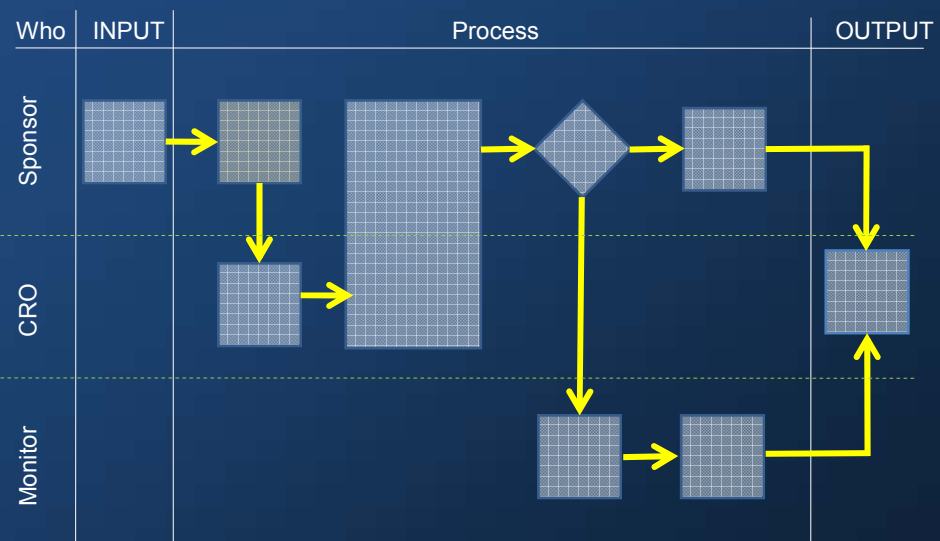 Who
INPUT
Process
OUTPUT
Sponsor
CRO
Monitor